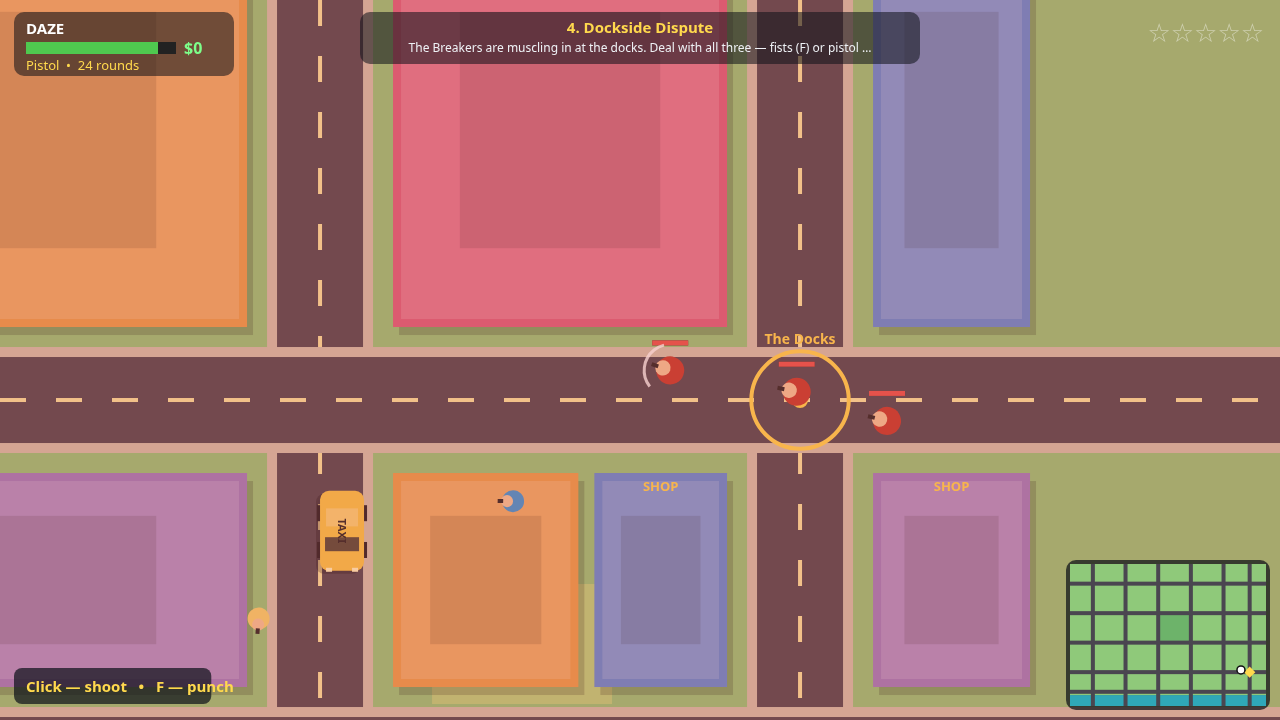 DAZE
$0
Pistol • 24 rounds
4. Dockside Dispute
The Breakers are muscling in at the docks. Deal with all three — fists (F) or pistol ...
The Docks
SHOP
SHOP
TAXI
Click — shoot • F — punch